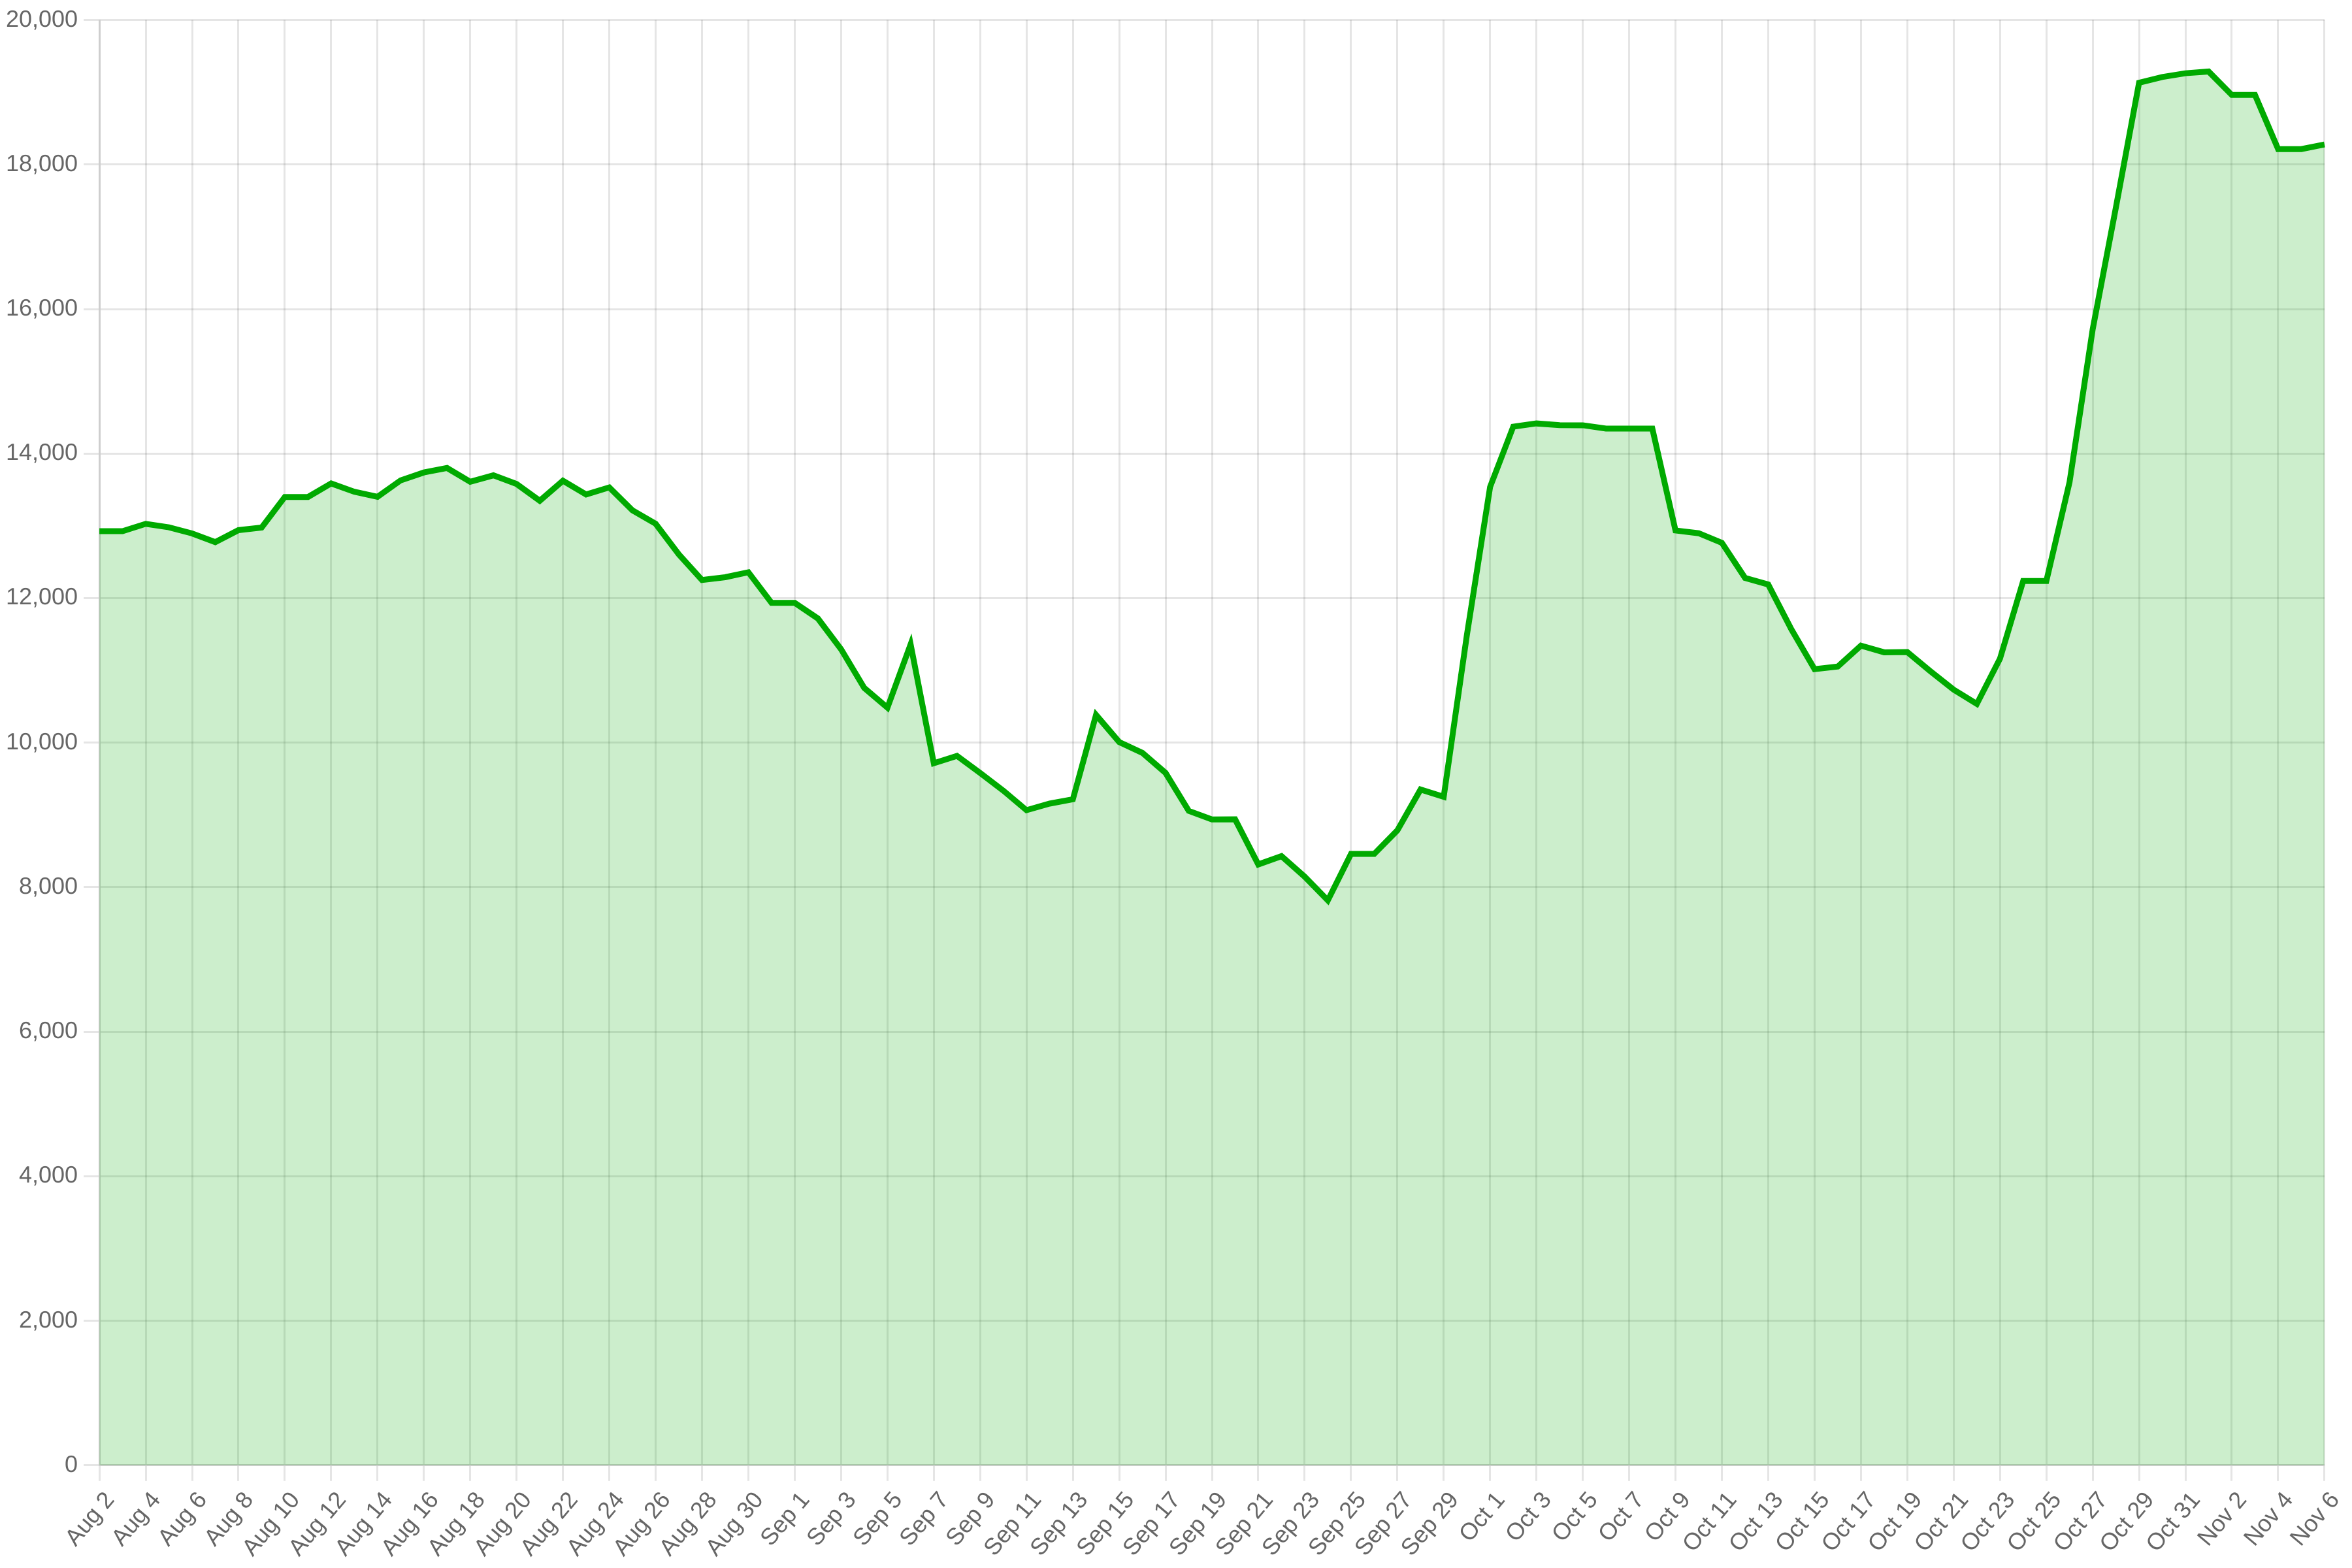 20,000
18,000
16,000
14,000
12,000
10,000
8,000
6,000
4,000
2,000
0
Aug 2
Aug 4
Aug 6
Aug 8
Aug 10
Aug 12
Aug 14
Aug 16
Aug 18
Aug 20
Aug 22
Aug 24
Aug 26
Aug 28
Aug 30
Sep 1
Sep 3
Sep 5
Sep 7
Sep 9
Sep 11
Sep 13
Sep 15
Sep 17
Sep 19
Sep 21
Sep 23
Sep 25
Sep 27
Sep 29
Oct 1
Oct 3
Oct 5
Oct 7
Oct 9
Oct 11
Oct 13
Oct 15
Oct 17
Oct 19
Oct 21
Oct 23
Oct 25
Oct 27
Oct 29
Oct 31
Nov 2
Nov 4
Nov 6